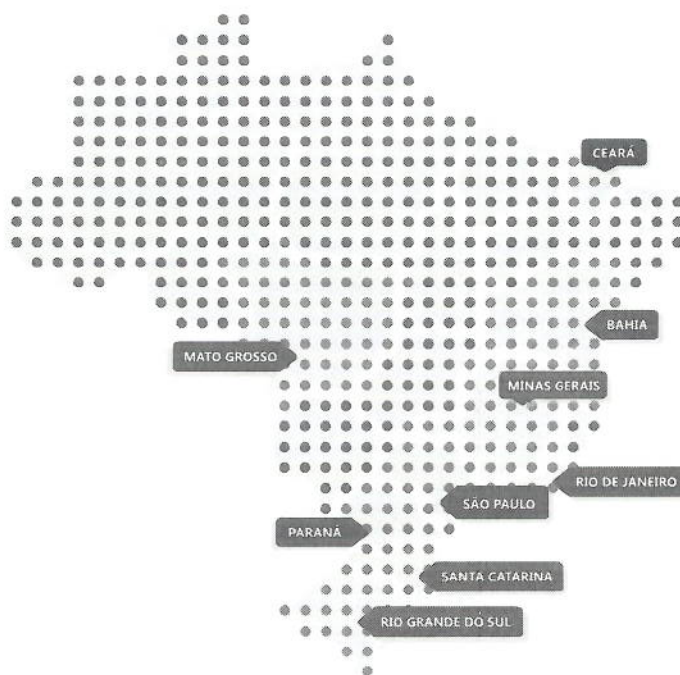 CEARÁ
BAHIA
MATO GROSSO
MINAS GERAIS
RIO DE JANEIRO
SÃO PAULO
PARANÁ
SANTA CATARINA
RIO GRANDE DO SUL